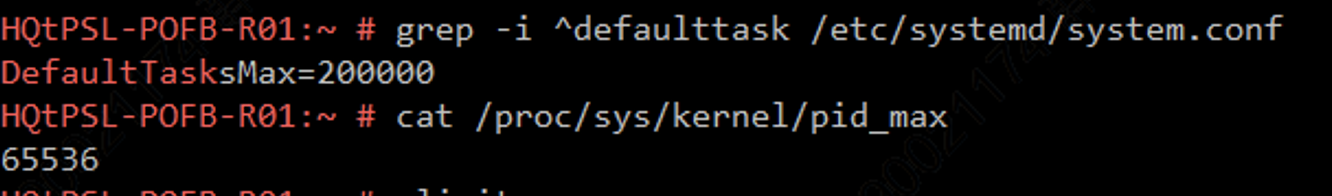 HQtPSL-POFB-R01:~ # grep -i ^defaulttask /etc/systemd/system.conf
DefaultTasksMax=200000
HQtPSL-POFB-R01:~ # cat /proc/sys/kernel/pid_max
65536